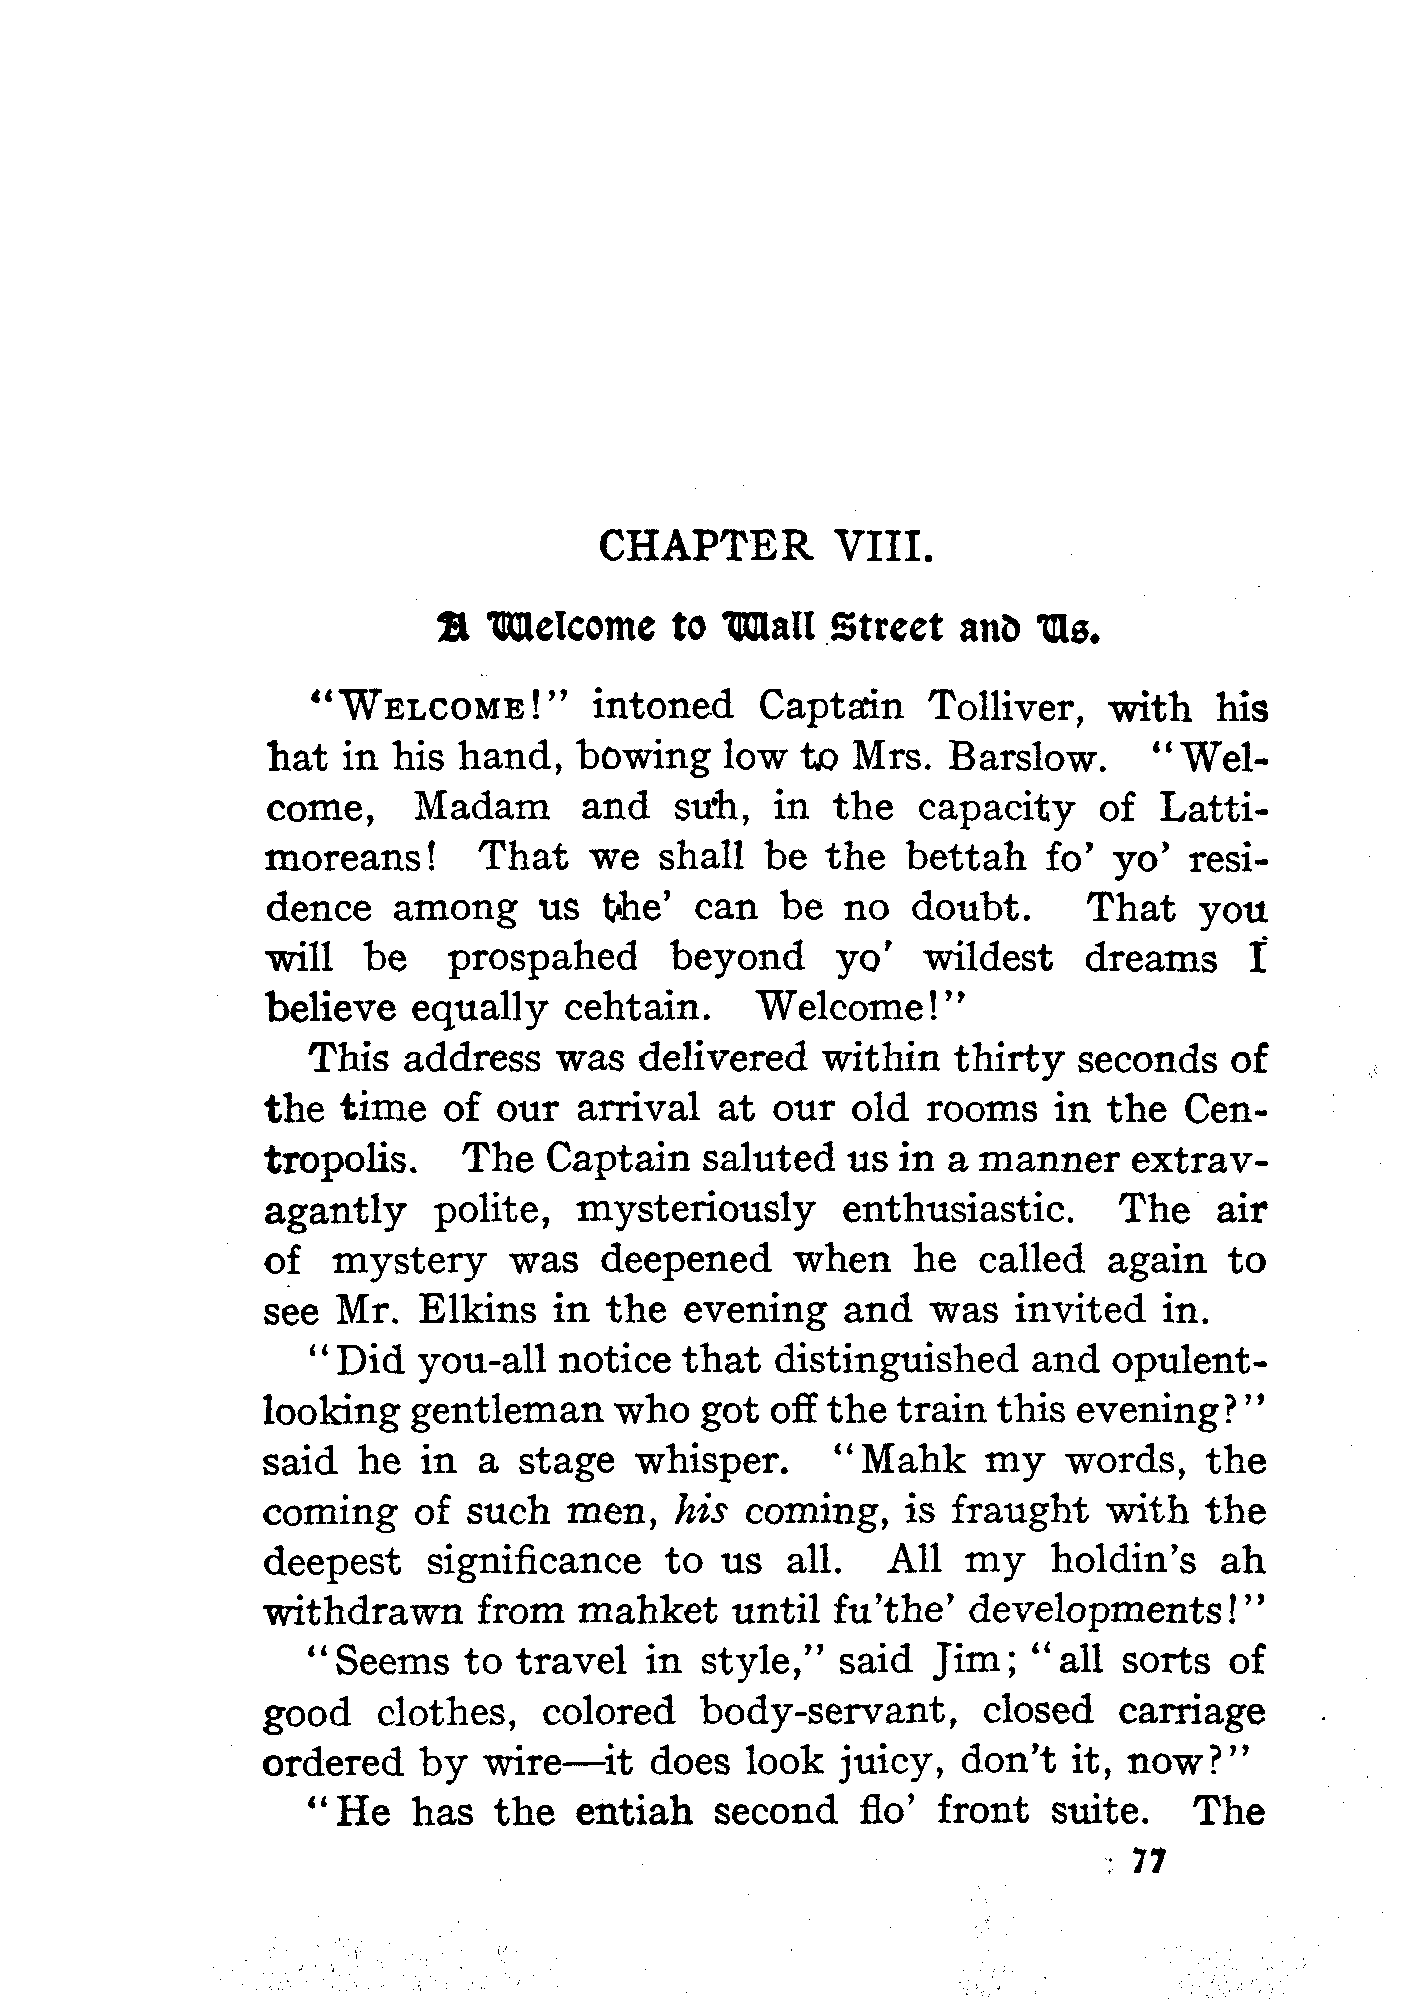 CHAPTER VIII.
A Welcome to Wall Street and Us.
“WELCOME!” intoned Captain Tolliver, with his
hat in his hand, bowing low to Mrs. Barslow. “Wel-
come, Madam and suh, in the capacity of Latti-
moreans! That we shall be the bettah fo’ yo’ resi-
dence among us the’ can be no doubt. That you
will be prospahed beyond yo’ wildest dreams I
believe equally cehtain. Welcome!”
This address was delivered within thirty seconds of
the time of our arrival at our old rooms in the Cen-
tropolis. The Captain saluted us in a manner extrav-
agantly polite, mysteriously enthusiastic. The air
of mystery was deepened when he called again to
see Mr. Elkins in the evening and was invited in.
“Did you-all notice that distinguished and opulent-
looking gentleman who got off the train this evening?”
said he in a stage whisper. “Mahk my words, the
coming of such men, his coming, is fraught with the
deepest significance to us all. All my holdin’s ah
withdrawn from mahket until fu’the’ developments!”
“Seems to travel in style,” said Jim; “all sorts of
good clothes, colored body-servant, closed carriage
ordered by wire—it does look juicy, don’t it, now?”
“He has the entiah second flo’ front suite. The
77